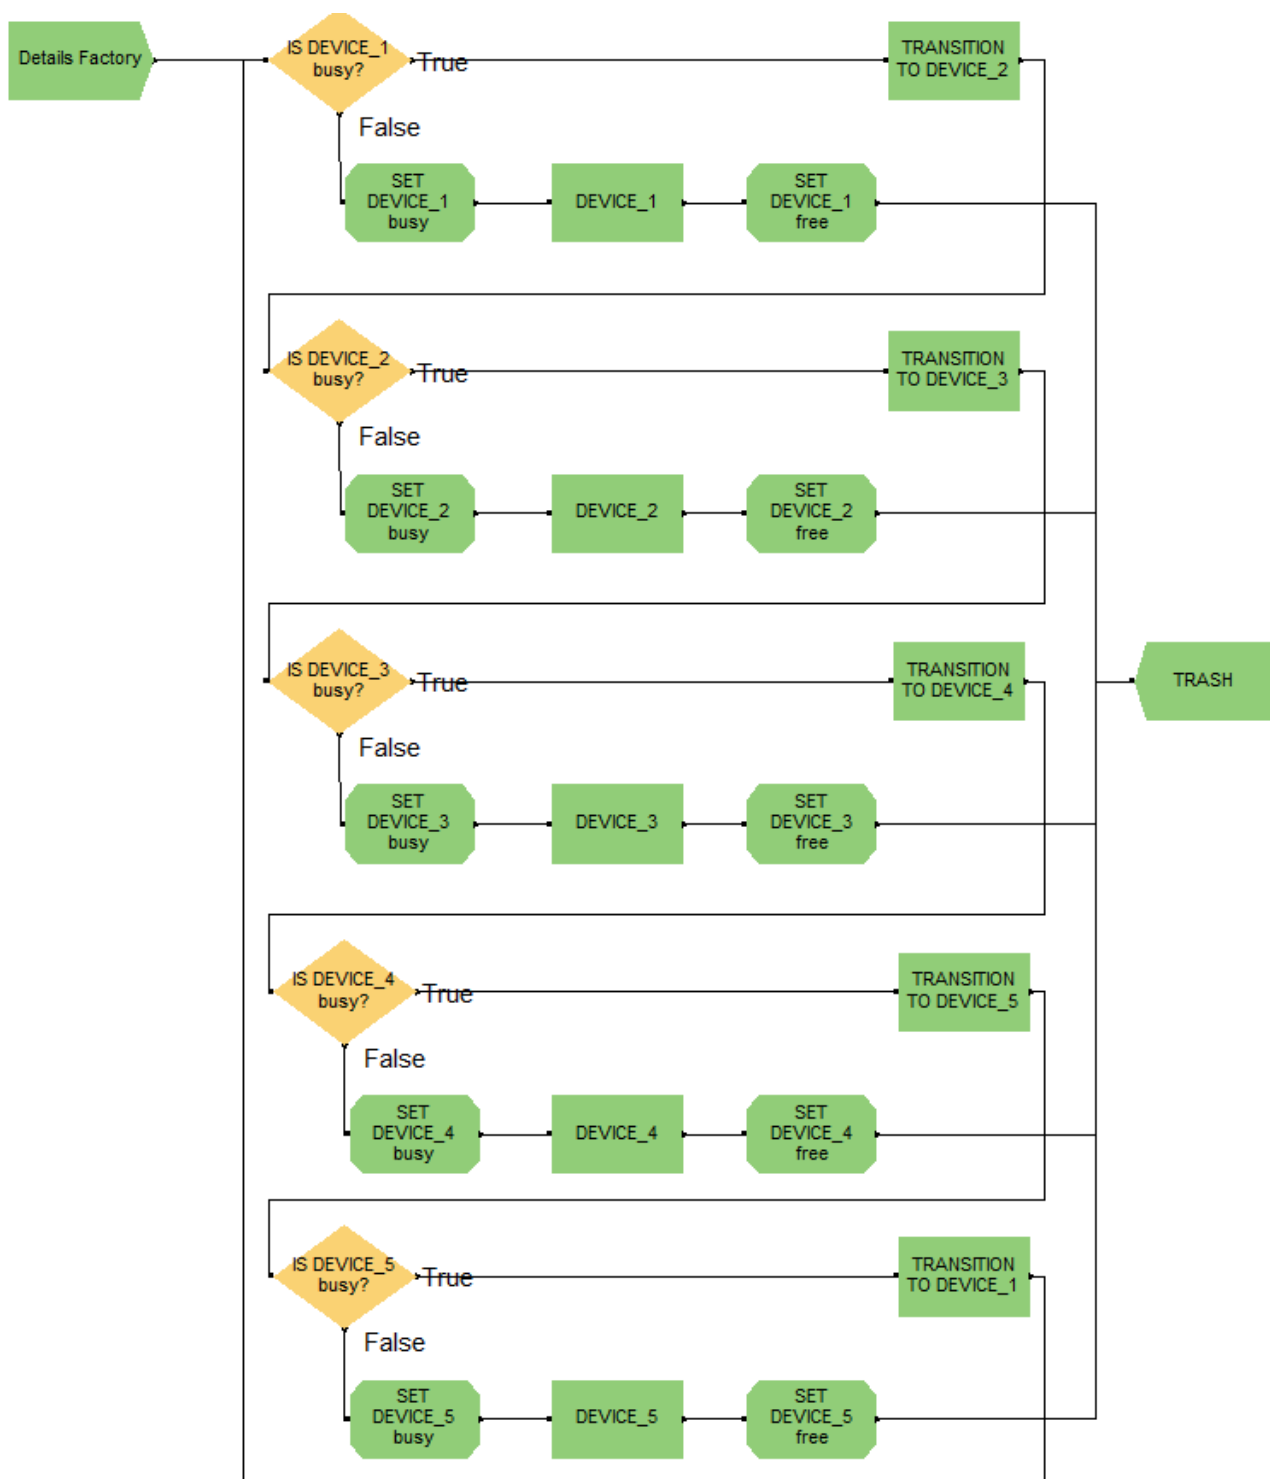 Details Factory
IS DEVICE_1
busy?
True
TRANSITION
TO DEVICE_2
False
SET
DEVICE_1
busy
DEVICE_1
SET
DEVICE_1
free
IS DEVICE_2
busy?
True
TRANSITION
TO DEVICE_3
False
SET
DEVICE_2
busy
DEVICE_2
SET
DEVICE_2
free
IS DEVICE_3
busy?
True
TRANSITION
TO DEVICE_4
TRASH
False
SET
DEVICE_3
busy
DEVICE_3
SET
DEVICE_3
free
IS DEVICE_4
busy?
True
TRANSITION
TO DEVICE_5
False
SET
DEVICE_4
busy
DEVICE_4
SET
DEVICE_4
free
IS DEVICE_5
busy?
True
TRANSITION
TO DEVICE_1
False
SET
DEVICE_5
busy
DEVICE_5
SET
DEVICE_5
free